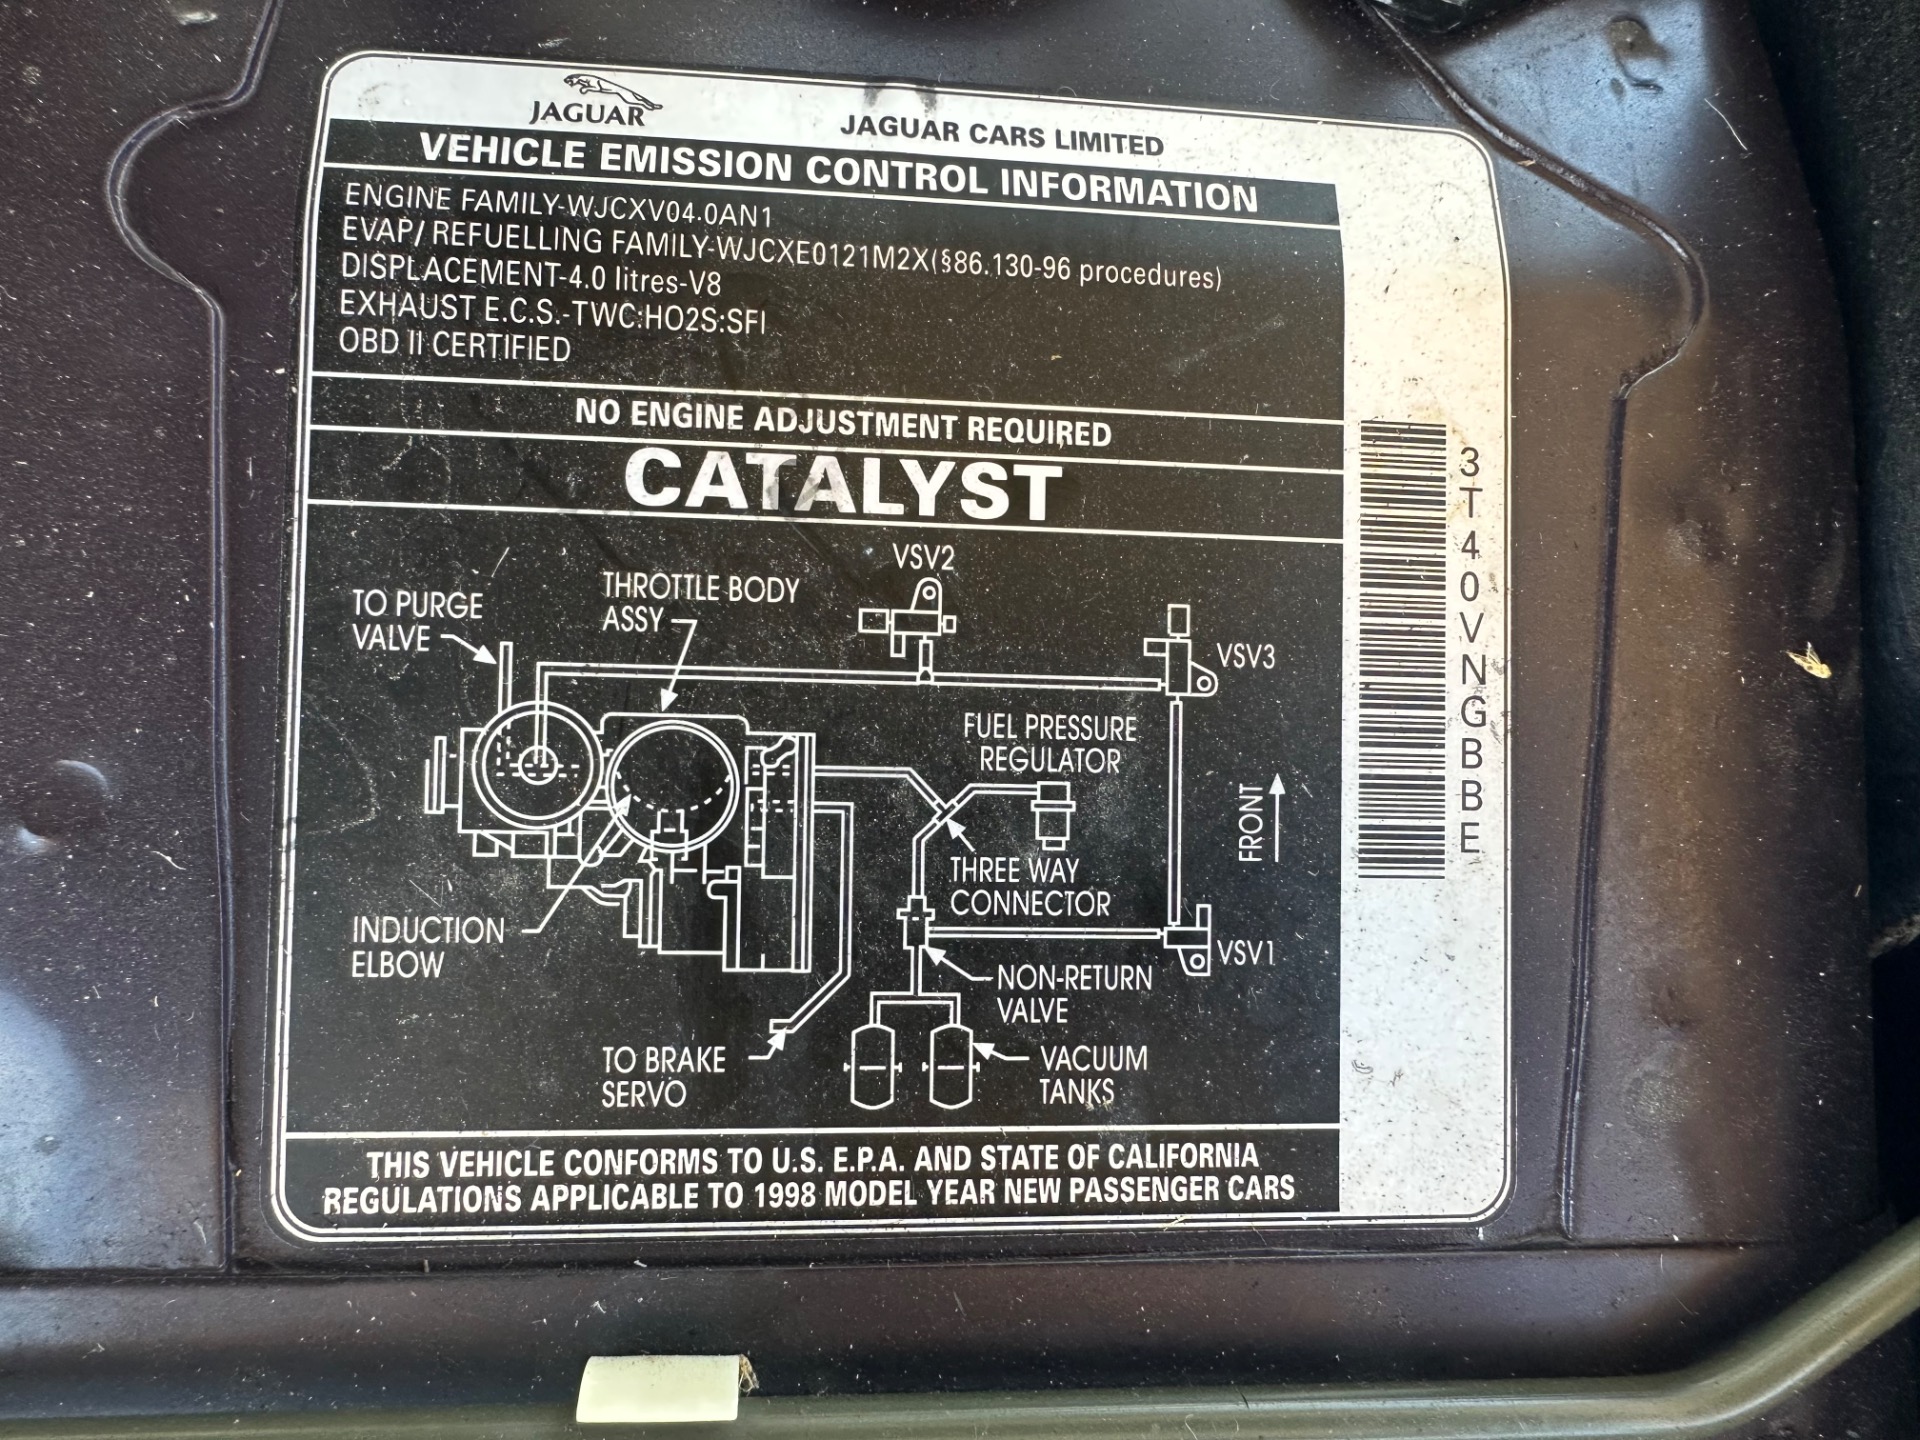 JAGUAR
JAGUAR CARS LIMITED
VEHICLE EMISSION CONTROL INFORMATION
ENGINE FAMILY-WJCXV04.0AN1
EVAP/ REFUELLING FAMILY-WJCXE0121M2X(§86.130-96 procedures)
DISPLACEMENT-4.0 litres-V8
EXHAUST E.C.S.-TWC:HO2S:SFI
OBD II CERTIFIED
NO ENGINE ADJUSTMENT REQUIRED
CATALYST
VSV2
TO PURGE
VALVE
THROTTLE BODY
ASSY
VSV3
FUEL PRESSURE
REGULATOR
FRONT
THREE WAY
CONNECTOR
INDUCTION
ELBOW
VSV1
NON-RETURN
VALVE
TO BRAKE
SERVO
VACUUM
TANKS
THIS VEHICLE CONFORMS TO U.S. E.P.A. AND STATE OF CALIFORNIA
REGULATIONS APPLICABLE TO 1998 MODEL YEAR NEW PASSENGER CARS
3T40VNGBBE